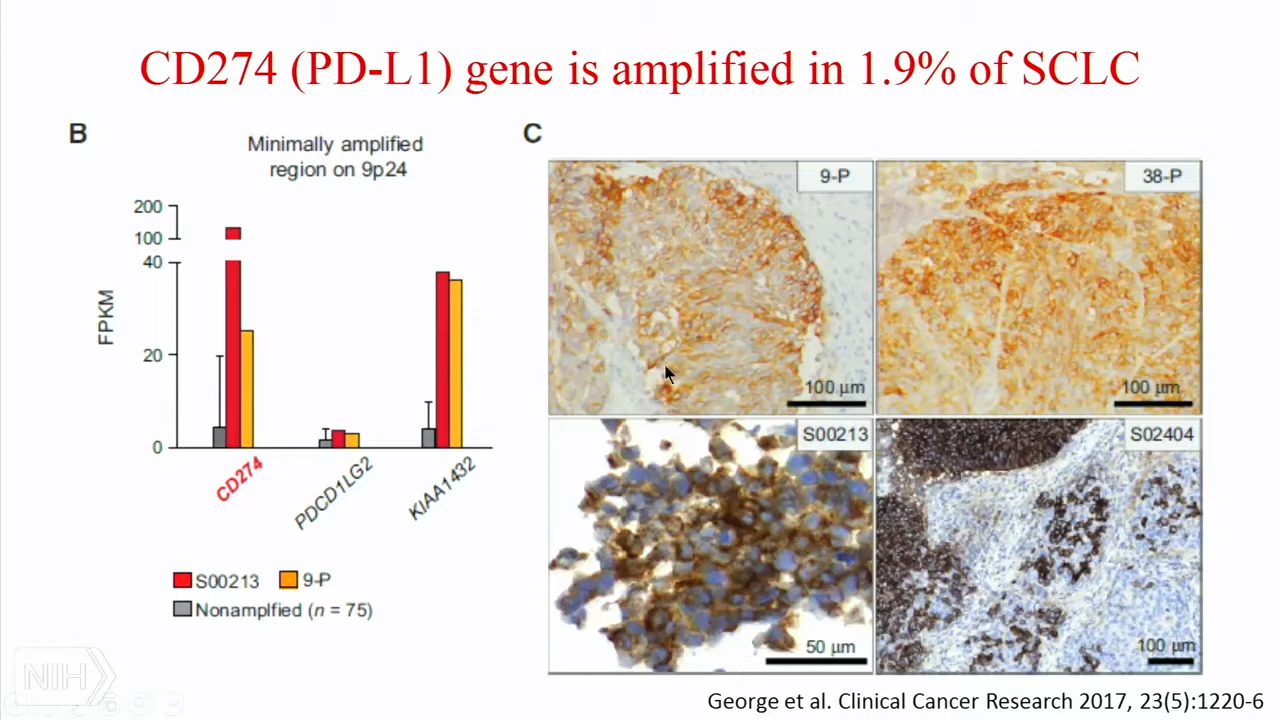 CD274 (PD-L1) gene is amplified in 1.9% of SCLC
B
Minimally amplified
region on 9p24
FPKM
200
100
40
20
0
CD274
PDCD1LG2
KIAA1432
S00213
9-P
Nonamplfied (n = 75)
C
9-P
100 µm
38-P
100 µm
S00213
50 µm
S02404
100 µm
NIH
George et al. Clinical Cancer Research 2017, 23(5):1220-6